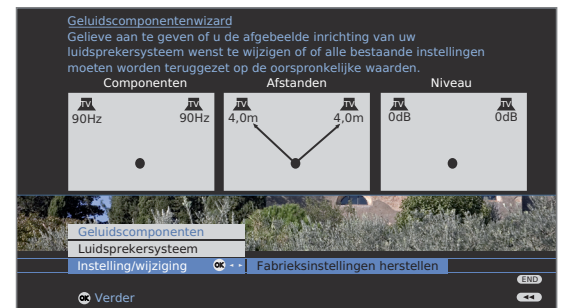 Geluidscomponentenwizard
Gelieve aan te geven of u de afgebeelde inrichting van uw
luidsprekersysteem wenst te wijzigen of of alle bestaande instellingen
moeten worden teruggezet op de oorspronkelijke waarden.
Componenten Afstanden Niveau
TV TV TV TV TV TV
90Hz 90Hz 4,0m 4,0m 0dB 0dB
Geluidscomponenten
Luidsprekersysteem
Instelling/wijziging OK Fabrieksinstellingen herstellen
END
OK Verder